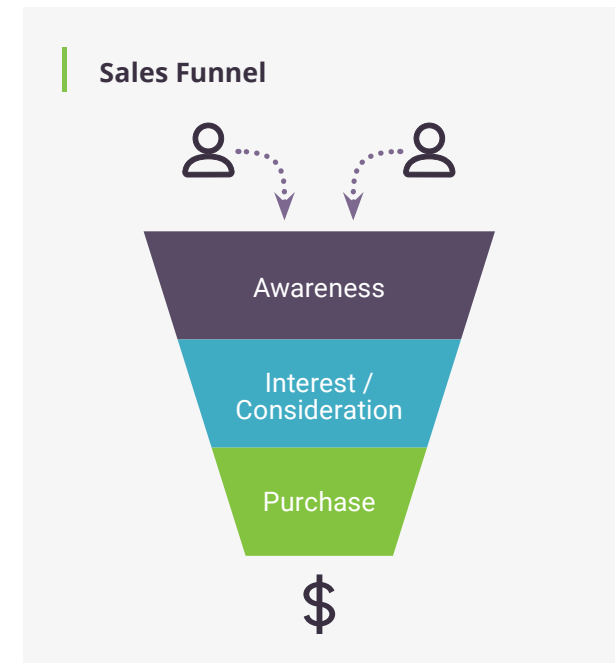 Sales Funnel
Awareness
Interest /
Consideration
Purchase
$